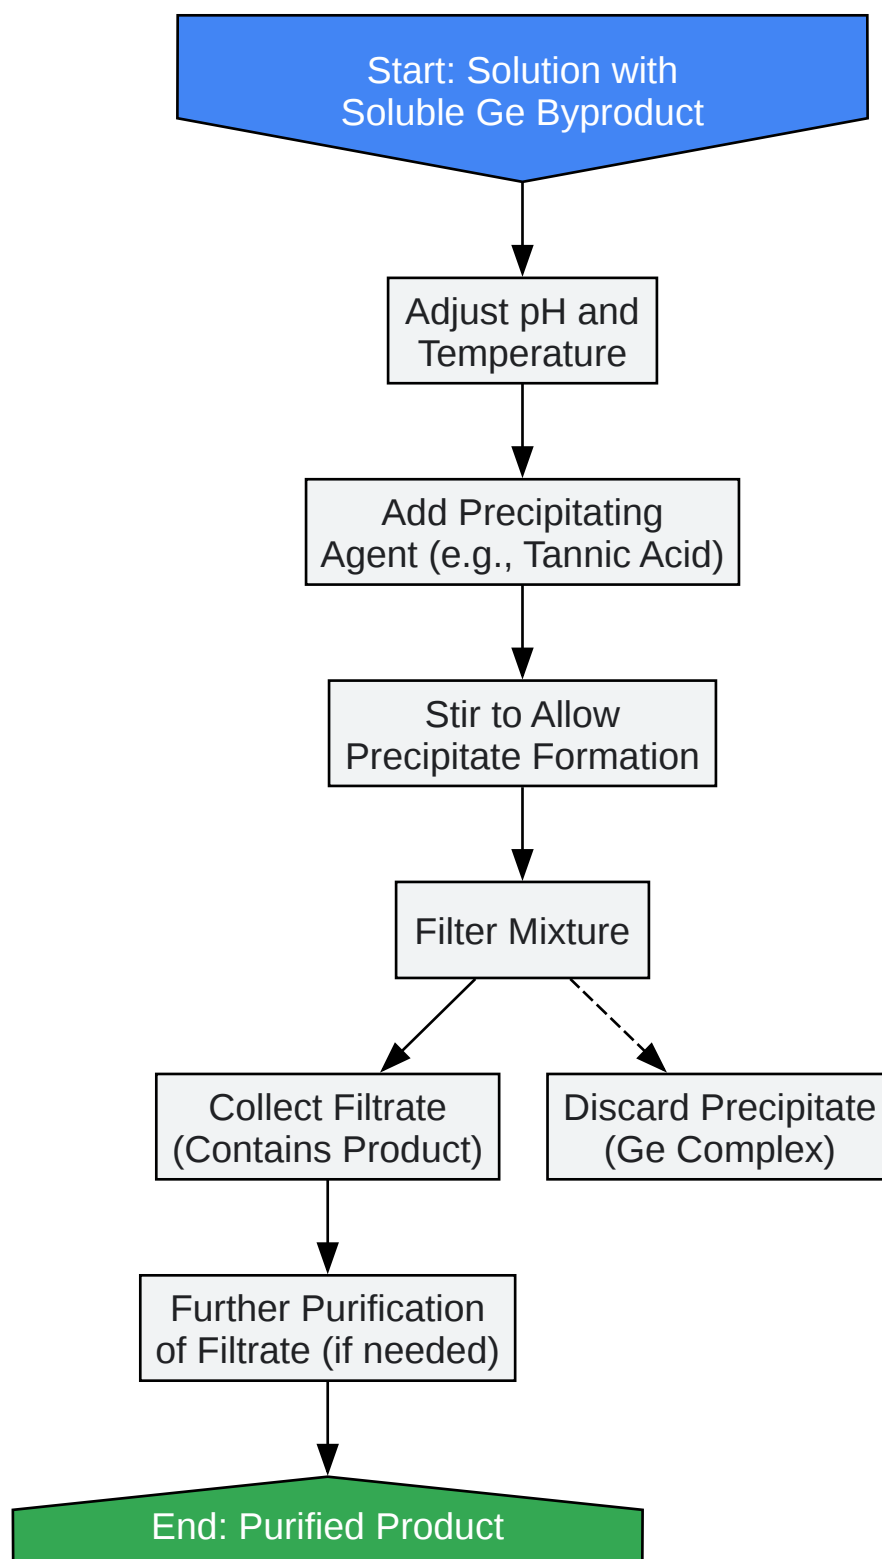 Start: Solution with
Soluble Ge Byproduct
Adjust pH and
Temperature
Add Precipitating
Agent (e.g., Tannic Acid)
Stir to Allow
Precipitate Formation
Filter Mixture
Collect Filtrate
(Contains Product)
Discard Precipitate
(Ge Complex)
Further Purification
of Filtrate (if needed)
End: Purified Product